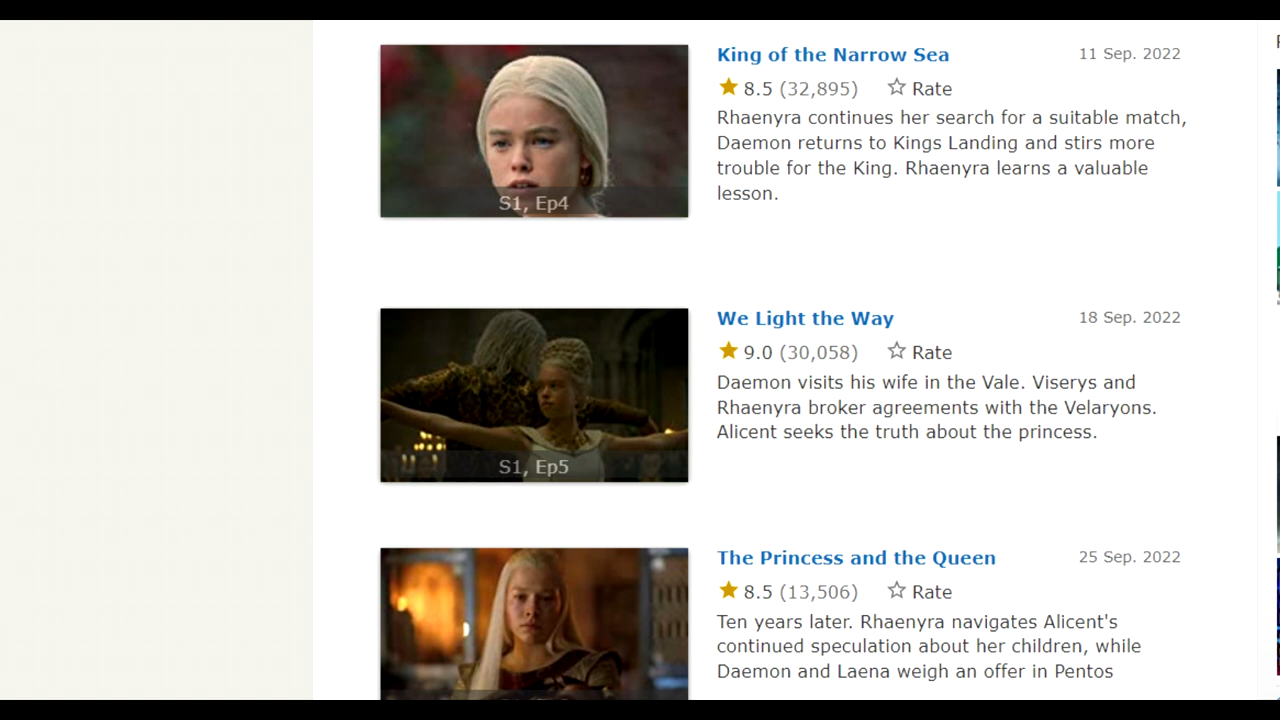 King of the Narrow Sea 11 Sep. 2022
8.5 (32,895) Rate
Rhaenyra continues her search for a suitable match,
Daemon returns to Kings Landing and stirs more
trouble for the King. Rhaenyra learns a valuable
lesson.
S1, Ep4
We Light the Way 18 Sep. 2022
9.0 (30,058) Rate
Daemon visits his wife in the Vale. Viserys and
Rhaenyra broker agreements with the Velaryons.
Alicent seeks the truth about the princess.
S1, Ep5
The Princess and the Queen 25 Sep. 2022
8.5 (13,506) Rate
Ten years later. Rhaenyra navigates Alicent's
continued speculation about her children, while
Daemon and Laena weigh an offer in Pentos